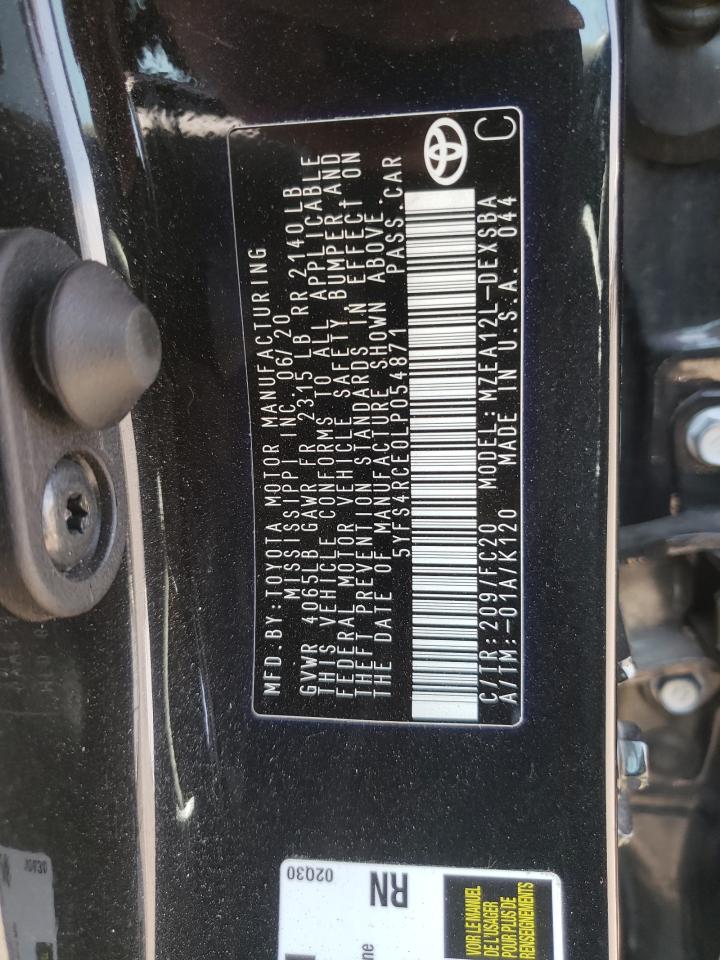 MFD.BY:TOYOTA MOTOR MANUFACTURING
MISSISSIPPI INC. 06/20
GVWR 4065LB GAWR FR 2315 LB RR 2140LB
THIS VEHICLE CONFORMS TO ALL APPLICABLE
FEDERAL MOTOR VEHICLE SAFETY, BUMPER AND
THEFT PREVENTION STANDARDS IN EFFECT ON
THE DATE OF MANUFACTURE SHOWN ABOVE.
5YFS4RCE0LP054871 PASS.CAR
C/TR:209/FC20 MODEL:MZEA12L-DEXSBA
A/TM:-01A/K120 MADE IN U.S.A. 044
C
02Q30
RN
VOIR LE MANUEL
DE L'USAGER
POUR PLUS DE
RENSEIGNEMENTS